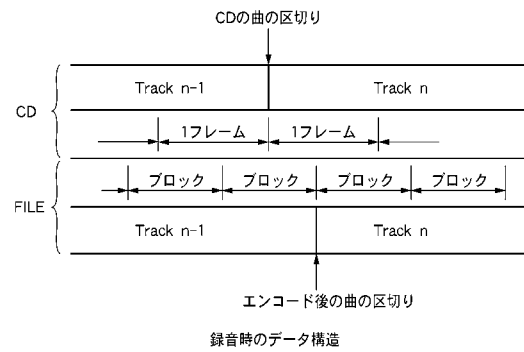 CDの曲の区切り
Track n-1
Track n
CD
1フレーム
1フレーム
ブロック
ブロック
ブロック
ブロック
FILE
Track n-1
Track n
エンコード後の曲の区切り
録音時のデータ構造